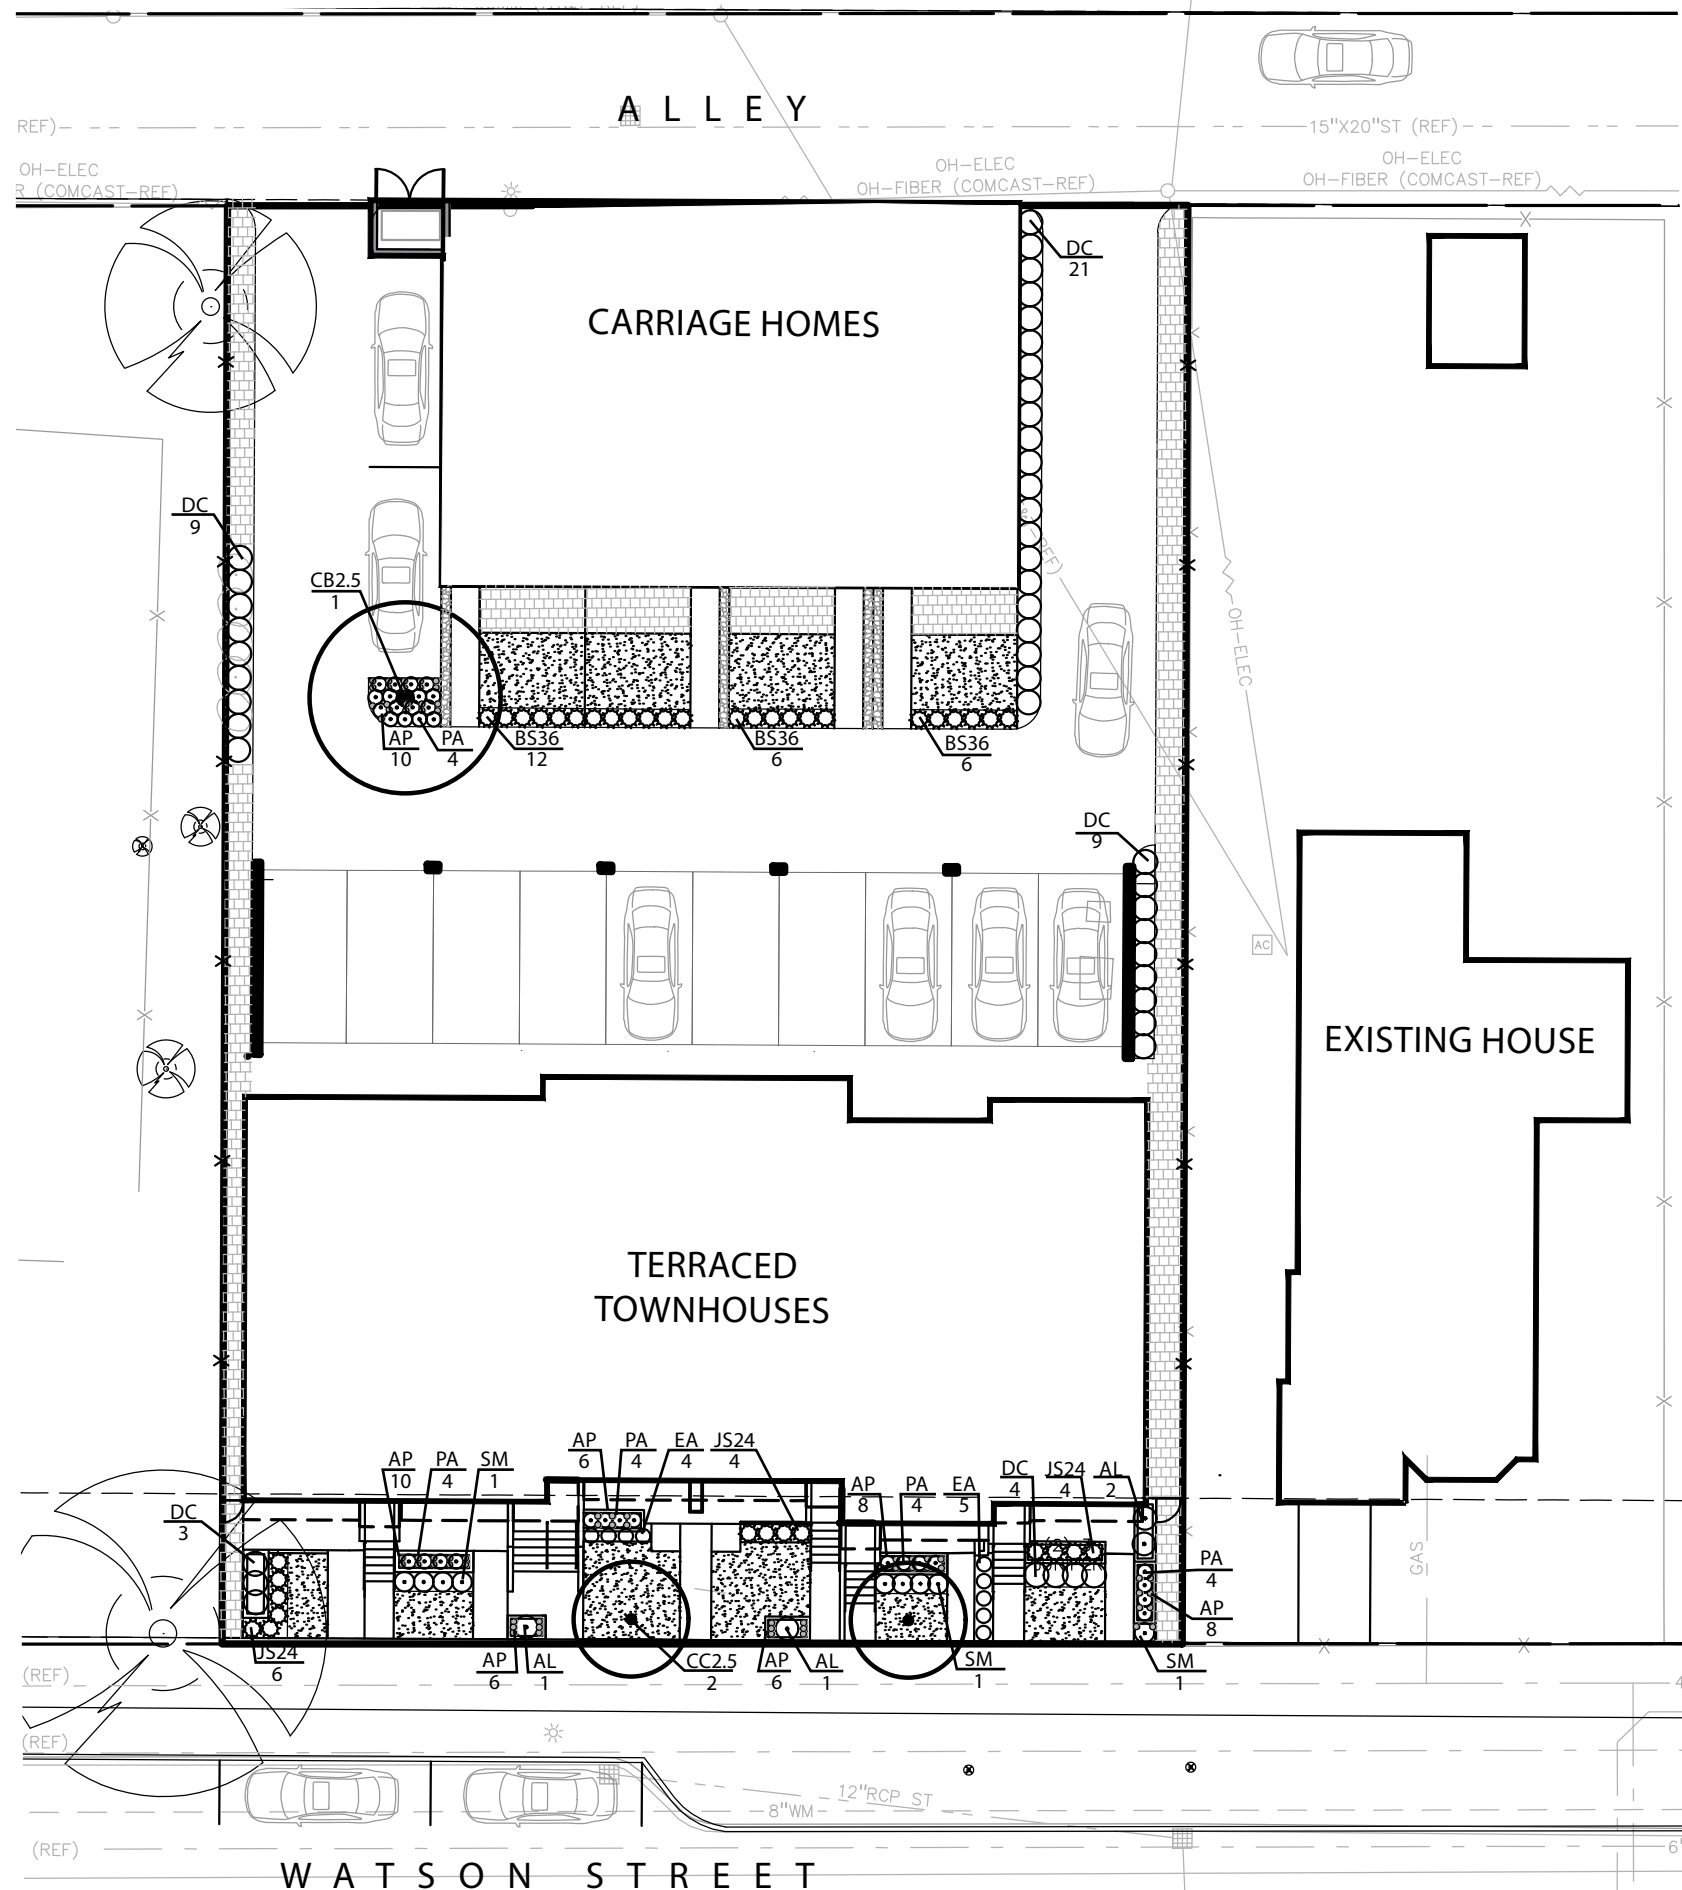 A L L E Y
REF)
15"X20"ST (REF)
OH-ELEC
R (COMCAST-REF)
OH-ELEC
OH-FIBER (COMCAST-REF)
OH-ELEC
OH-FIBER (COMCAST-REF)
DC
21
CARRIAGE HOMES
DC
9
REF)
CB2.5
1
OH-ELEC
AP
10
PA
4
BS36
12
BS36
6
BS36
6
DC
9
AC
EXISTING HOUSE
TERRACED
TOWNHOUSES
AP
6
PA
4
EA
4
JS24
4
AP
10
PA
4
SM
1
AP
8
PA
4
EA
5
DC
4
JS24
4
AL
2
DC
3
GAS
PA
4
AP
8
JS24
6
AP
6
AL
1
CC2.5
2
AP
6
AL
1
SM
1
SM
1
(REF)
4
(REF)
12"RCP ST
8"WM
(REF)
6"
WATSON STREET